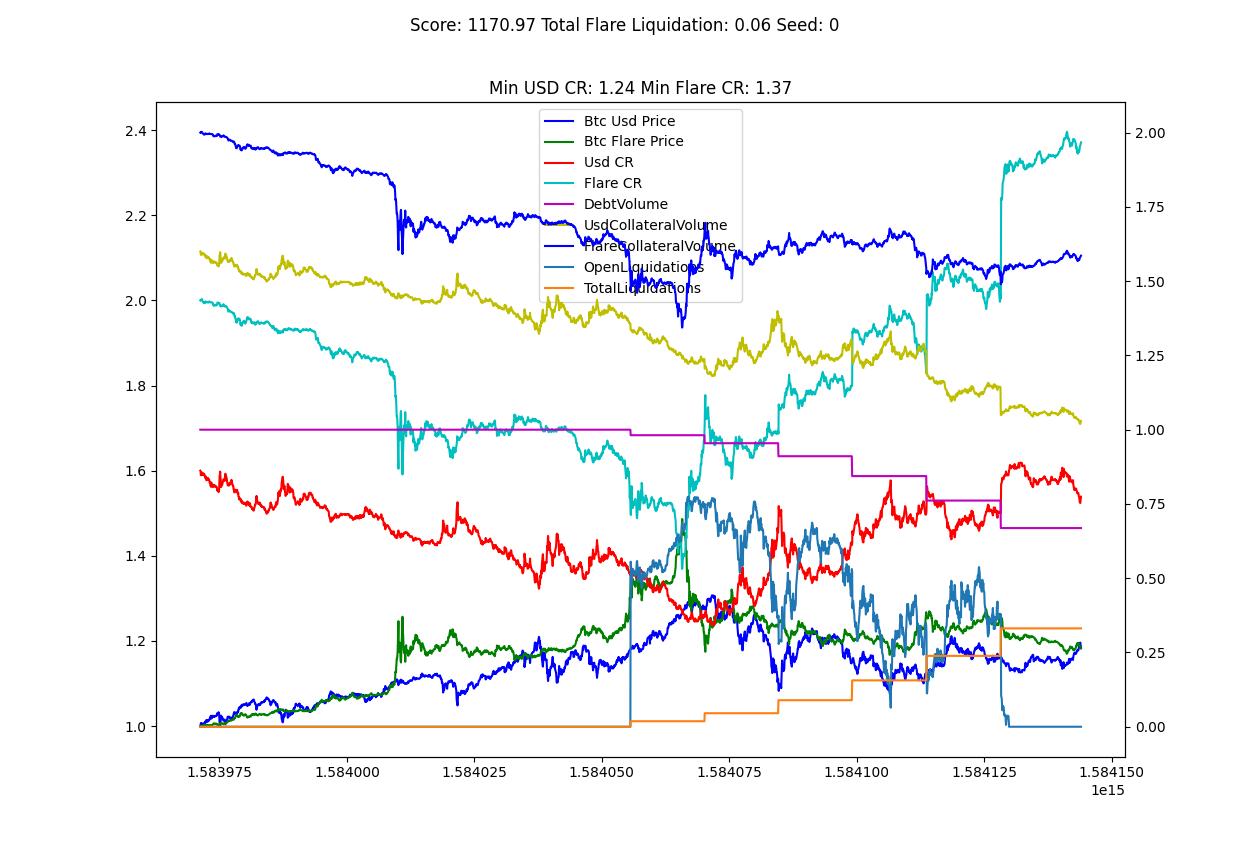 Score: 1170.97 Total Flare Liquidation: 0.06 Seed: 0
Min USD CR: 1.24 Min Flare CR: 1.37
Btc Usd Price
Btc Flare Price
Usd CR
Flare CR
DebtVolume
UsdCollateralVolume
FlareCollateralVolume
OpenLiquidations
TotalLiquidations
2.4
2.2
2.0
1.8
1.6
1.4
1.2
1.0
2.00
1.75
1.50
1.25
1.00
0.75
0.50
0.25
0.00
1.583975 1.584000 1.584025 1.584050 1.584075 1.584100 1.584125 1.584150
1e15